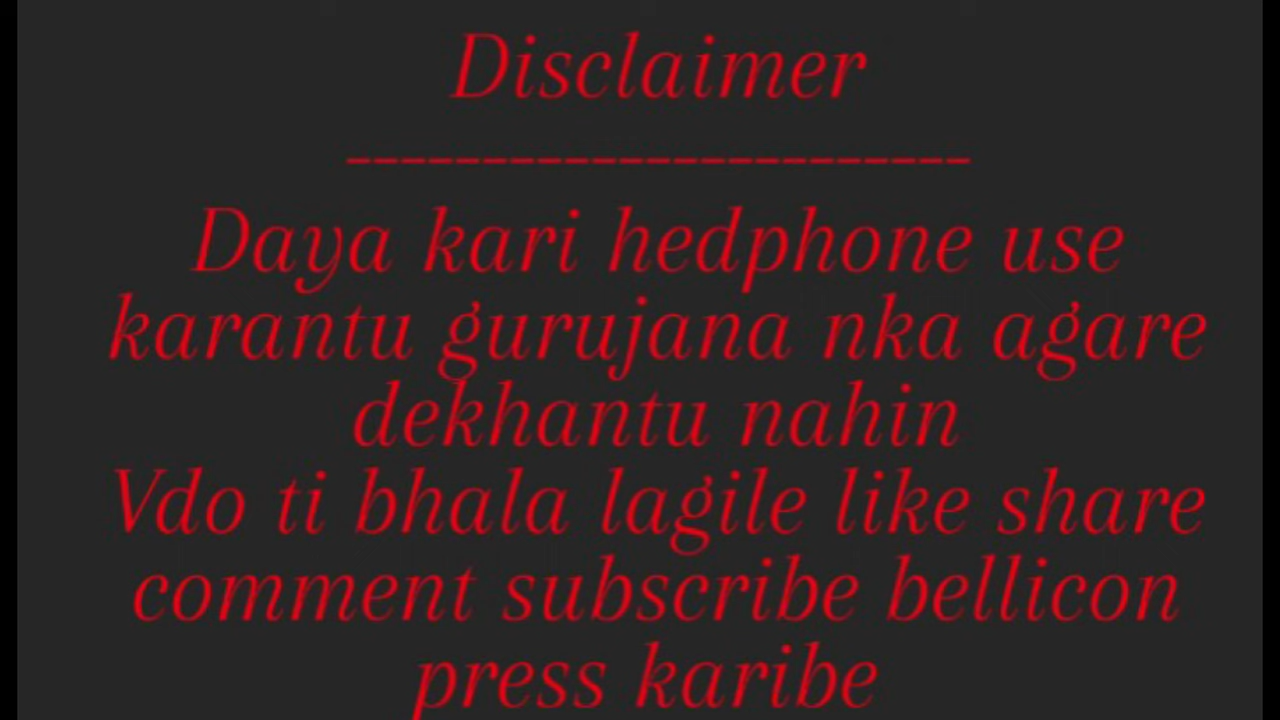 Disclaimer
-----------------------
Daya kari hedphone use
karantu gurujana nka agare
dekhantu nahin
Vdo ti bhala lagile like share
comment subscribe bellicon
press karibe